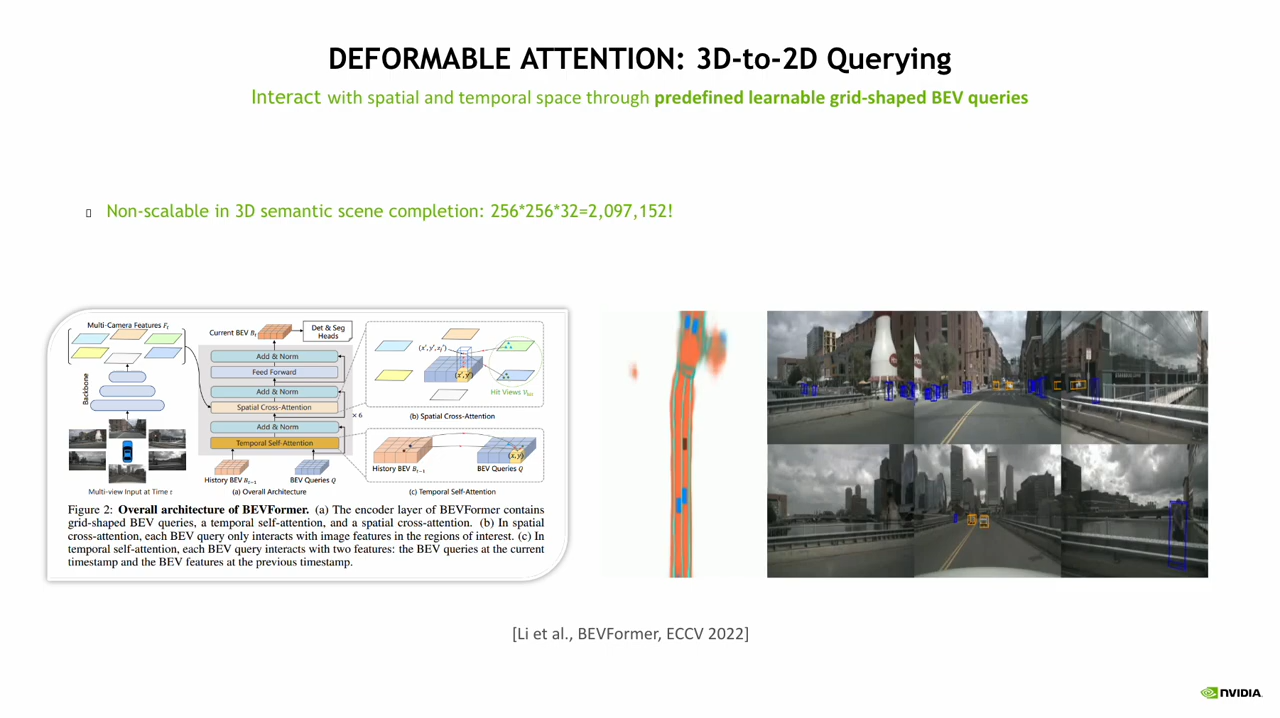 DEFORMABLE ATTENTION: 3D-to-2D Querying
Interact with spatial and temporal space through predefined learnable grid-shaped BEV queries
Non-scalable in 3D semantic scene completion: 256*256*32=2,097,152!
Multi-Camera Features Fₜ
Backbone
Multi-view Input at Time t
Current BEV Bₜ
Det & Seg
Heads
Add & Norm
Feed Forward
Add & Norm
Spatial Cross-Attention
Add & Norm
Temporal Self-Attention
× 6
History BEV Bₜ₋₁
BEV Queries Q
(a) Overall Architecture
(x′, y′)
Hit Views
(b) Spatial Cross-Attention
(x, y)
History BEV Bₜ₋₁
BEV Queries Q
(c) Temporal Self-Attention
Figure 2: Overall architecture of BEVFormer. (a) The encoder layer of BEVFormer contains
grid-shaped BEV queries, a temporal self-attention, and a spatial cross-attention. (b) In spatial
cross-attention, each BEV query only interacts with image features in the regions of interest. (c) In
temporal self-attention, each BEV query interacts with two features: the BEV queries at the current
timestamp and the BEV features at the previous timestamp.
[Li et al., BEVFormer, ECCV 2022]
NVIDIA.